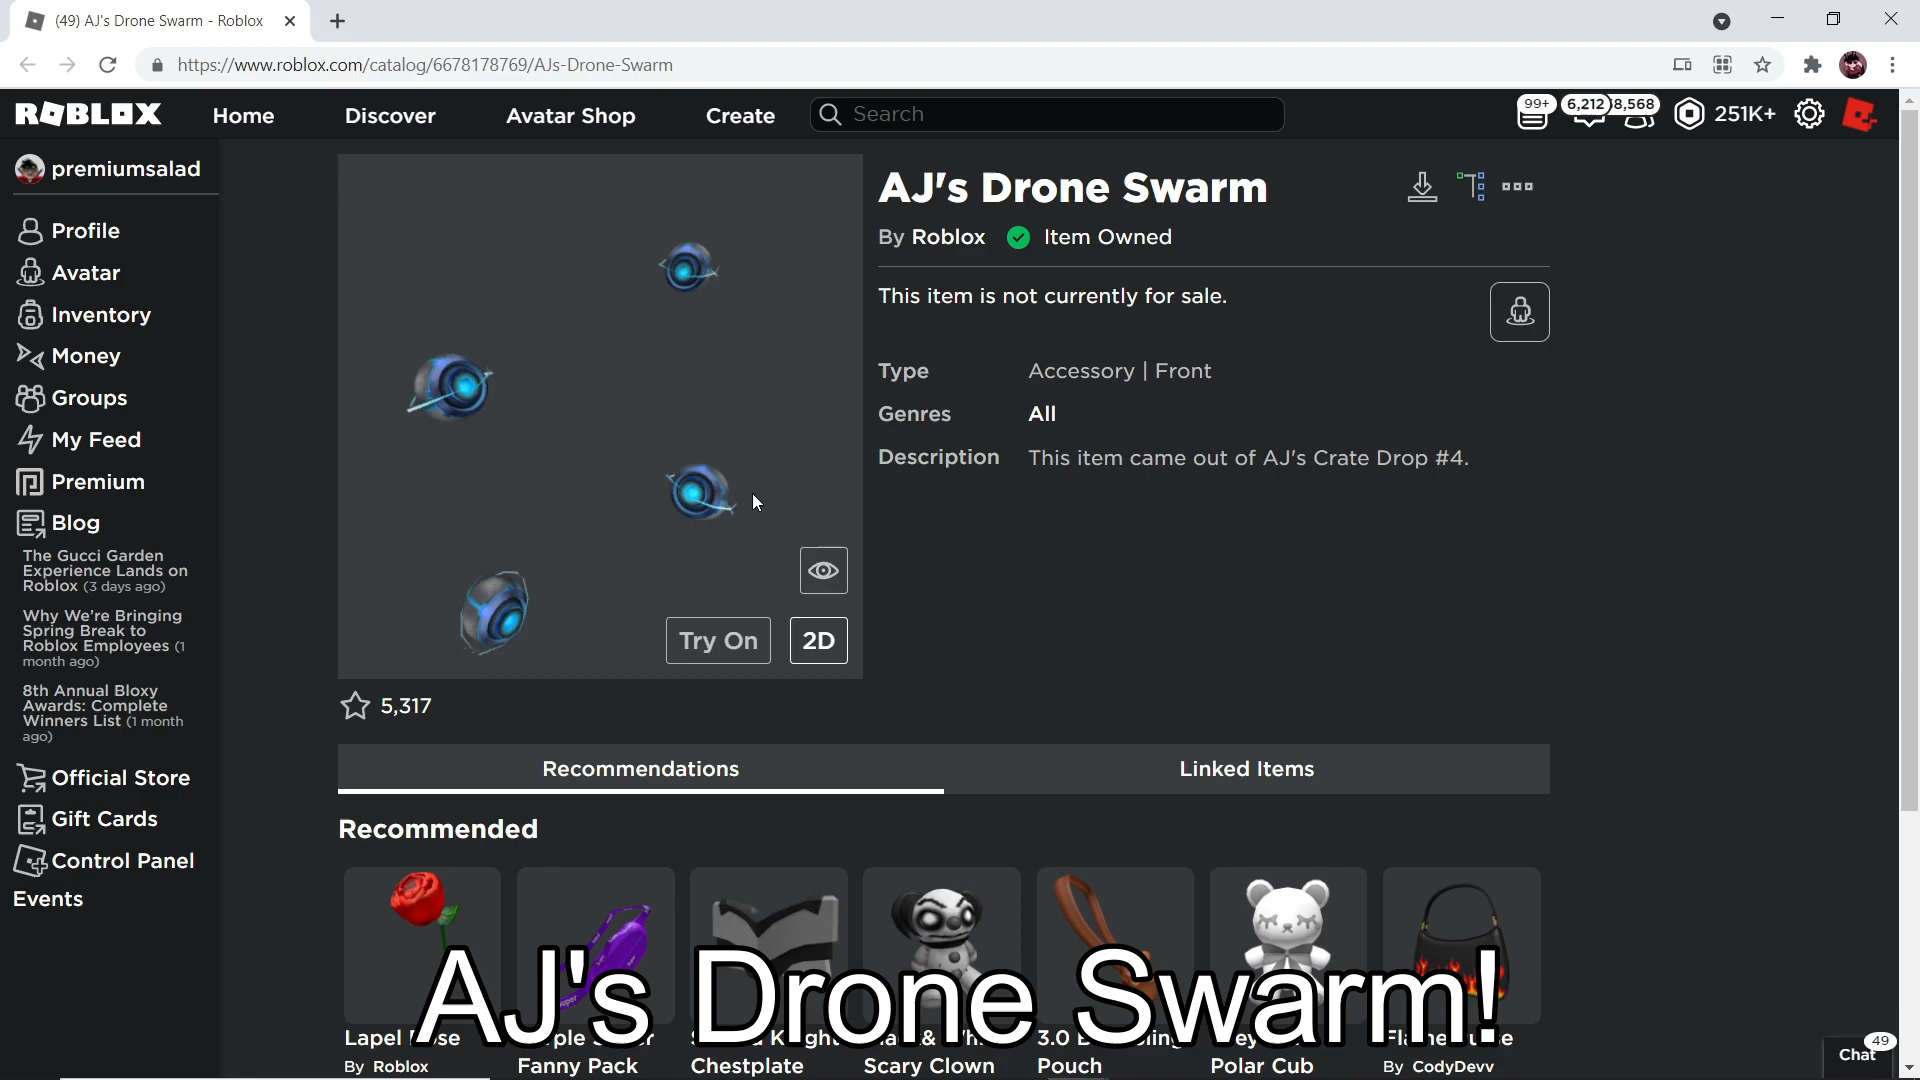 (49) AJ's Drone Swarm - Roblox
https://www.roblox.com/catalog/6678178769/AJs-Drone-Swarm
ROBLOX Home Discover Avatar Shop Create Search 99+ 6,212 8,568 251K+
premiumsalad
Profile
Avatar
Inventory
Money
Groups
My Feed
Premium
Blog
The Gucci Garden
Experience Lands on
Roblox (3 days ago)
Why We're Bringing
Spring Break to
Roblox Employees (1
month ago)
8th Annual Bloxy
Awards: Complete
Winners List (1 month
ago)
Official Store
Gift Cards
Control Panel
Events
AJ's Drone Swarm
By Roblox Item Owned
This item is not currently for sale.
Type Accessory | Front
Genres All
Description This item came out of AJ's Crate Drop #4.
Try On 2D
5,317
Recommendations Linked Items
Recommended
AJ's Drone Swarm!
Lapel
By Roblox
Fanny Pack
Chestplate
Scary Clown
3.0
Pouch
Polar Cub
By CodyDevv
Chat 49